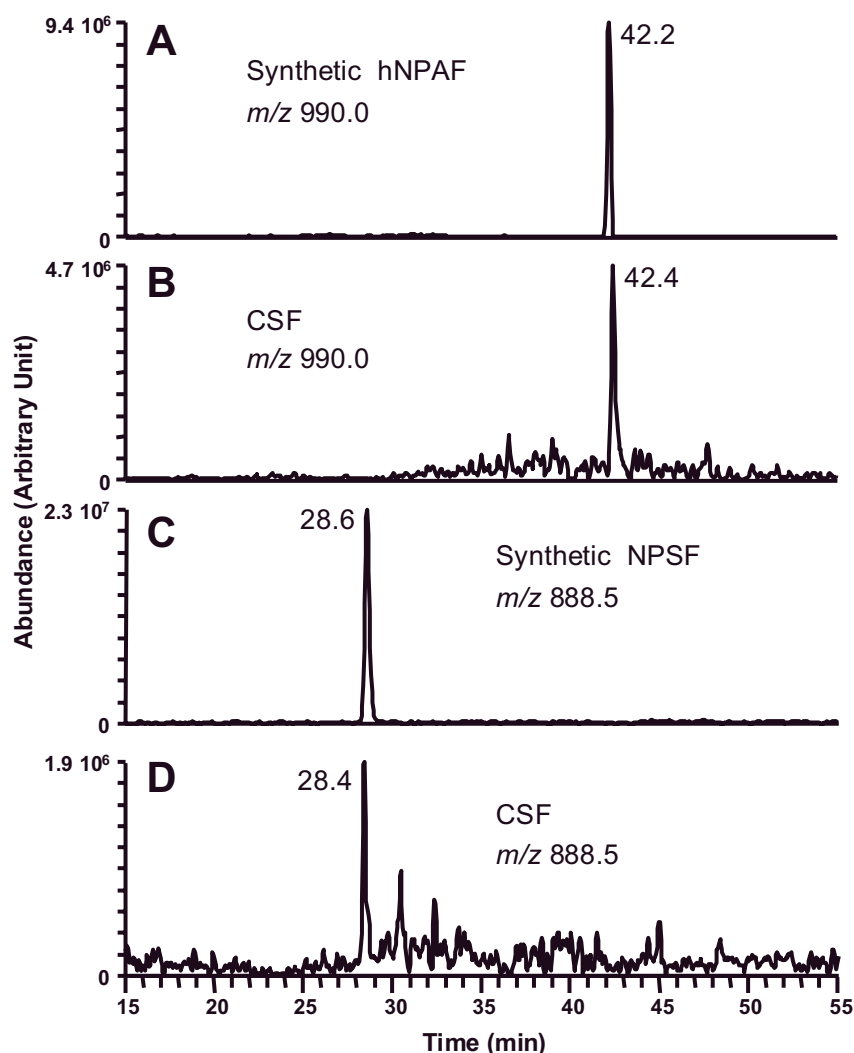 9.4 10⁶
A
42.2
Synthetic hNPAF
m/z 990.0
0
4.7 10⁶
B
42.4
CSF
m/z 990.0
0
2.3 10⁷
C
28.6
Synthetic NPSF
m/z 888.5
0
1.9 10⁶
D
28.4
CSF
m/z 888.5
0
15 20 25 30 35 40 45 50 55
Time (min)
Abundance (Arbitrary Unit)